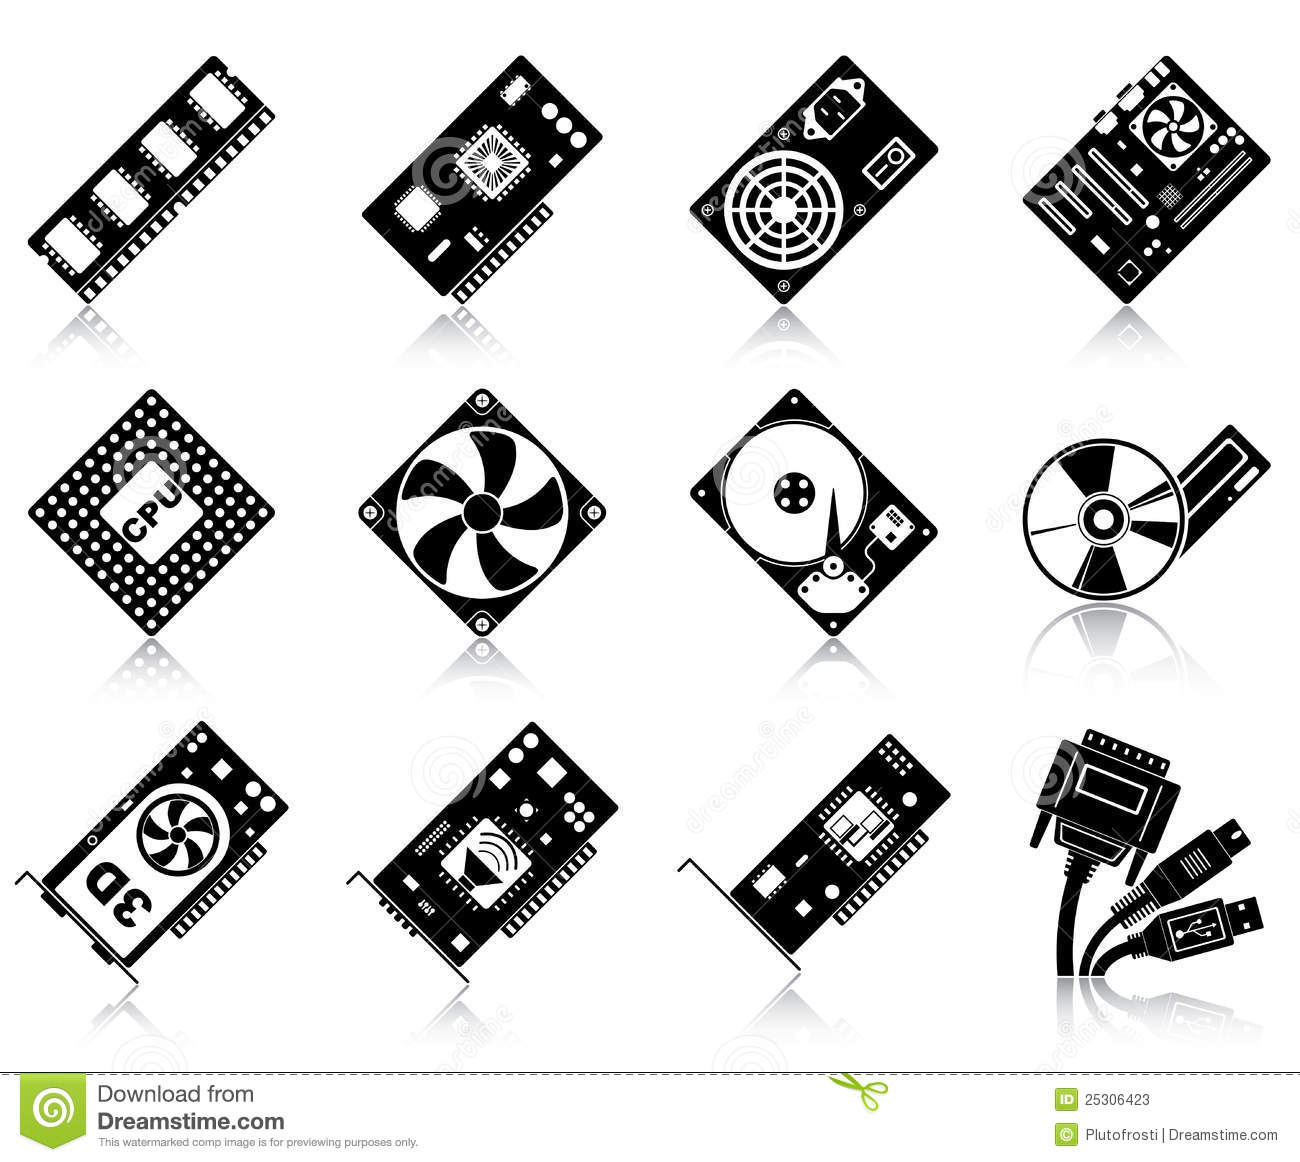 CPU
3D
Download from
Dreamstime.com
This watermarked comp image is for previewing purposes only.
ID 25306423
© Plutofrosti | Dreamstime.com